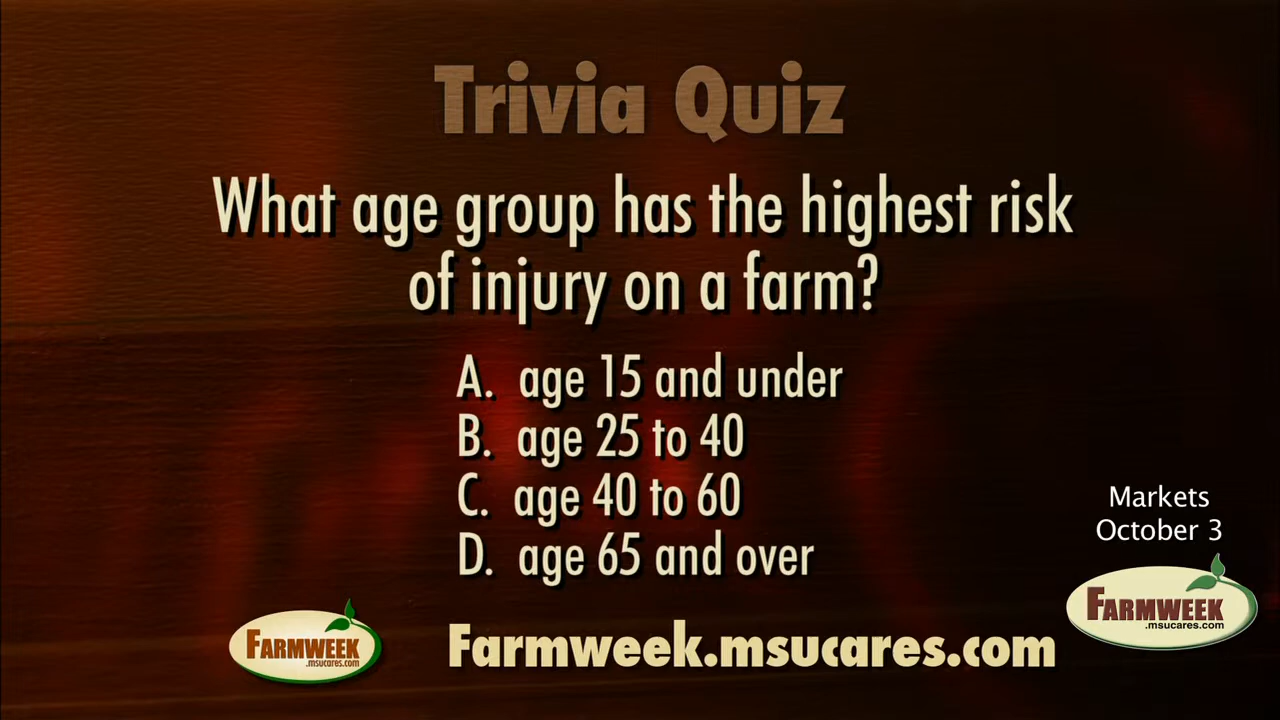 Trivia Quiz
What age group has the highest risk
of injury on a farm?
A. age 15 and under
B. age 25 to 40
C. age 40 to 60
D. age 65 and over
Markets
October 3
FARMWEEK
.msucares.com
FARMWEEK
.msucares.com
Farmweek.msucares.com